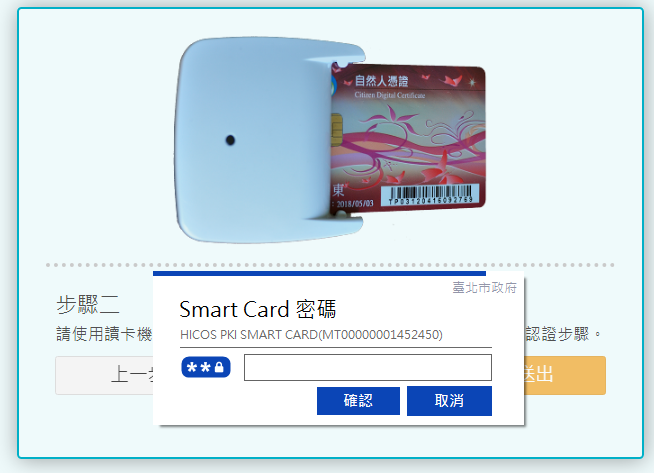 自然人憑證
Citizen Digital Certificate
東
: 2018/05/03
TP03120416092769
步驟二
臺北市政府
Smart Card 密碼
請使用讀卡機
HICOS PKI SMART CARD(MT00000001452450)
認證步驟。
上一
送出
**
確認
取消